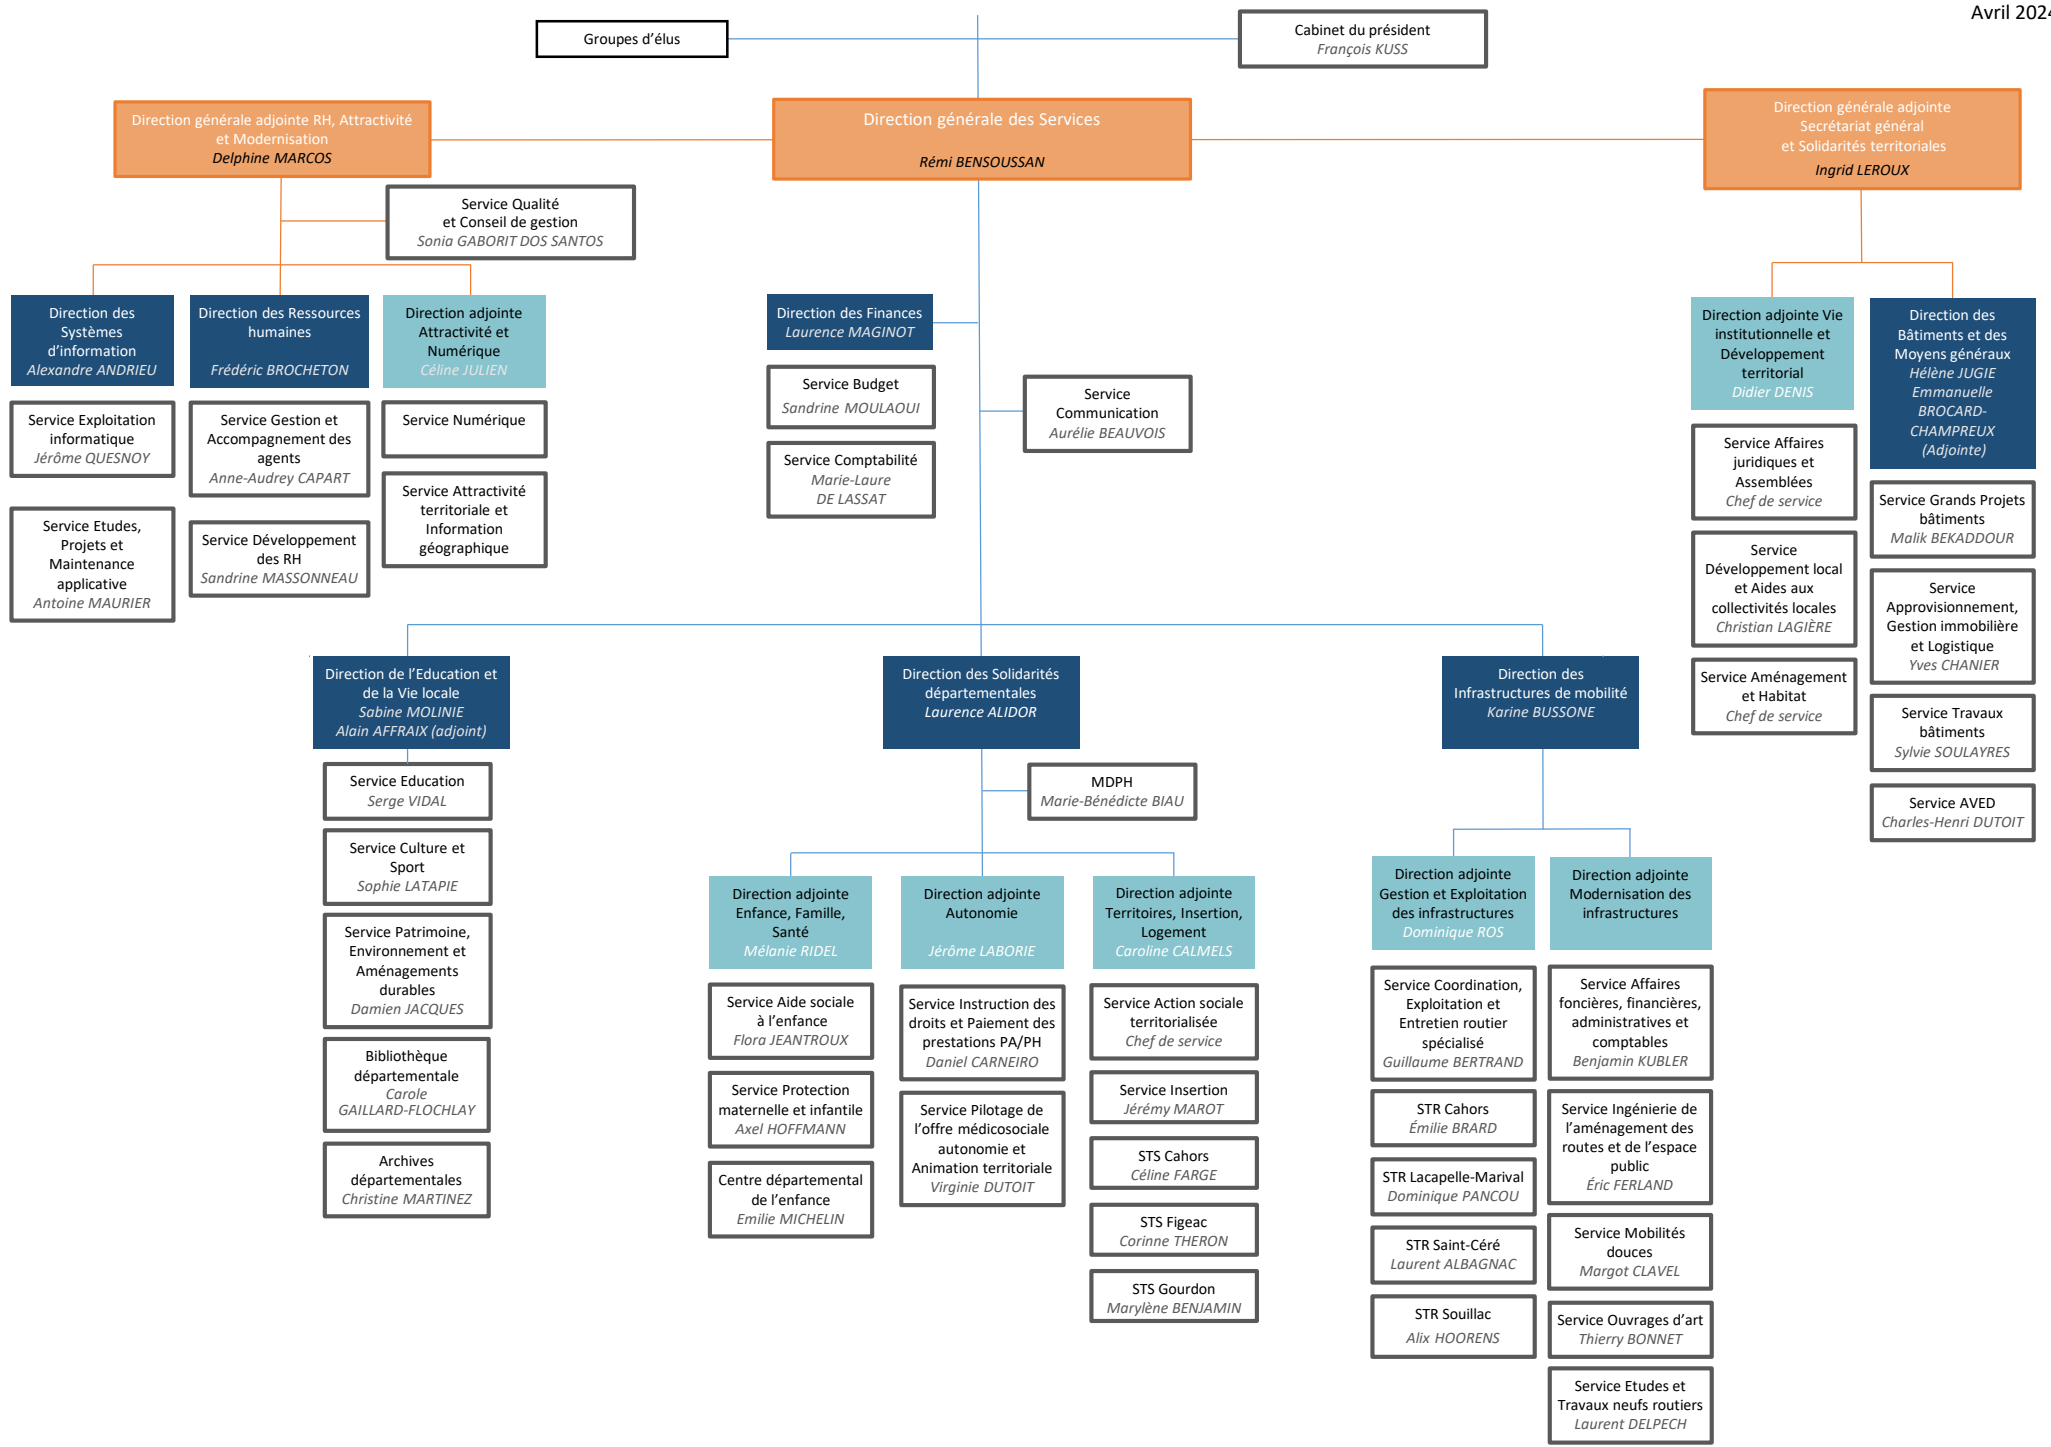 Avril 2024
Groupes d'élus
Cabinet du président
François KUSS
Direction générale adjointe RH, Attractivité
et Modernisation
Delphine MARCOS
Direction générale des Services
Rémi BENSOUSSAN
Direction générale adjointe
Secrétariat général
et Solidarités territoriales
Ingrid LEROUX
Service Qualité
et Conseil de gestion
Sonia GABORIT DOS SANTOS
Direction des
Systèmes
d'information
Alexandre ANDRIEU
Service Exploitation
informatique
Jérôme QUESNOY
Service Etudes,
Projets et
Maintenance
applicative
Antoine MAURIER
Direction des Ressources
humaines
Frédéric BROCHETON
Service Gestion et
Accompagnement des
agents
Anne-Audrey CAPART
Service Développement
des RH
Sandrine MASSONNEAU
Direction adjointe
Attractivité et
Numérique
Céline JULIEN
Service Numérique
Service Attractivité
territoriale et
Information
géographique
Direction des Finances
Laurence MAGINOT
Service Budget
Sandrine MOULAOUI
Service Comptabilité
Marie-Laure
DE LASSAT
Service
Communication
Aurélie BEAUVOIS
Direction adjointe Vie
institutionnelle et
Développement
territorial
Didier DENIS
Service Affaires
juridiques et
Assemblées
Chef de service
Service
Développement local
et Aides aux
collectivités locales
Christian LAGIÈRE
Service Aménagement
et Habitat
Chef de service
Direction des
Bâtiments et des
Moyens généraux
Hélène JUGIE
Emmanuelle
BROCARD-
CHAMPREUX
(Adjointe)
Service Grands Projets
bâtiments
Malik BEKADDOUR
Service
Approvisionnement,
Gestion immobilière
et Logistique
Yves CHANIER
Service Travaux
bâtiments
Sylvie SOULAYRES
Service AVED
Charles-Henri DUTOIT
Direction de l'Education et
de la Vie locale
Sabine MOLINIE
Alain AFFRAIX (adjoint)
Service Education
Serge VIDAL
Service Culture et
Sport
Sophie LATAPIE
Service Patrimoine,
Environnement et
Aménagements
durables
Damien JACQUES
Bibliothèque
départementale
Carole
GAILLARD-FLOCHLAY
Archives
départementales
Christine MARTINEZ
Direction des Solidarités
départementales
Laurence ALIDOR
MDPH
Marie-Bénédicte BIAU
Direction adjointe
Enfance, Famille,
Santé
Mélanie RIDEL
Service Aide sociale
à l'enfance
Flora JEANTROUX
Service Protection
maternelle et infantile
Axel HOFFMANN
Centre départemental
de l'enfance
Emilie MICHELIN
Direction adjointe
Autonomie
Jérôme LABORIE
Service Instruction des
droits et Paiement des
prestations PA/PH
Daniel CARNEIRO
Service Pilotage de
l'offre médicosociale
autonomie et
Animation territoriale
Virginie DUTOIT
Direction adjointe
Territoires, Insertion,
Logement
Caroline CALMELS
Service Action sociale
territorialisée
Chef de service
Service Insertion
Jérémy MAROT
STS Cahors
Céline FARGE
STS Figeac
Corinne THERON
STS Gourdon
Marylène BENJAMIN
Direction des
Infrastructures de mobilité
Karine BUSSONE
Direction adjointe
Gestion et Exploitation
des infrastructures
Dominique ROS
Service Coordination,
Exploitation et
Entretien routier
spécialisé
Guillaume BERTRAND
STR Cahors
Émilie BRARD
STR Lacapelle-Marival
Dominique PANCOU
STR Saint-Céré
Laurent ALBAGNAC
STR Souillac
Alix HOORENS
Direction adjointe
Modernisation des
infrastructures
Service Affaires
foncières, financières,
administratives et
comptables
Benjamin KUBLER
Service Ingénierie de
l'aménagement des
routes et de l'espace
public
Éric FERLAND
Service Mobilités
douces
Margot CLAVEL
Service Ouvrages d'art
Thierry BONNET
Service Etudes et
Travaux neufs routiers
Laurent DELPECH